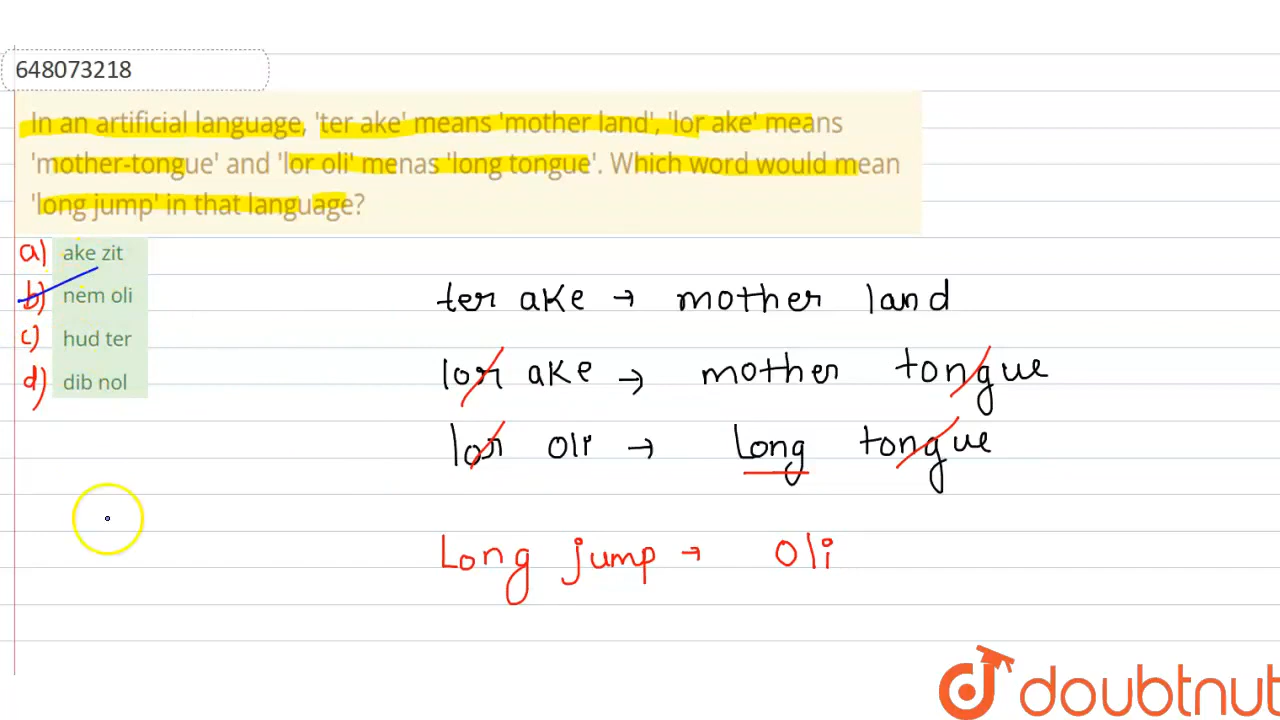 648073218
In an artificial language, 'ter ake' means 'mother land', 'lor ake' means
'mother-tongue' and 'lor oli' menas 'long tongue'. Which word would mean
'long jump' in that language?
a) ake zit
b) nem oli
c) hud ter
d) dib nol
ter ake → mother land
lor ake → mother tongue
lor oli → Long tongue
Long jump → Oli
doubtnut